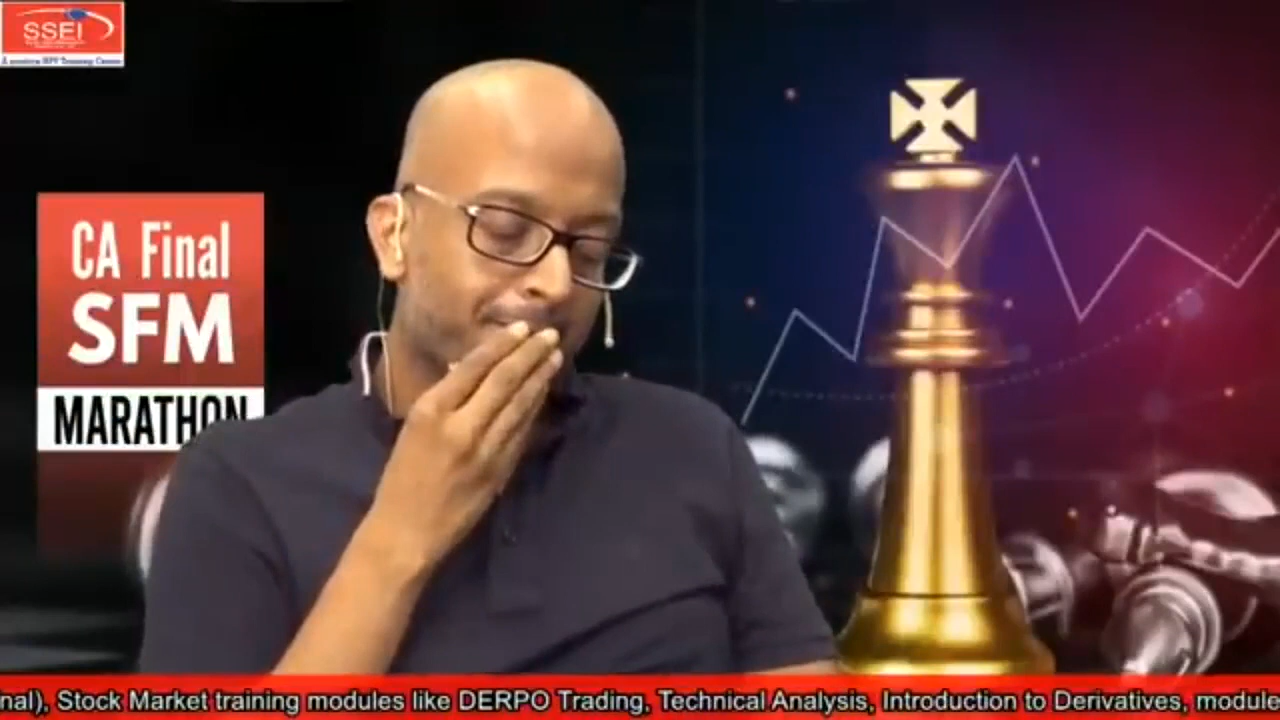 SSEI
CA Final
SFM
MARATHON
nal), Stock Market training modules like DERPO Trading, Technical Analysis, Introduction to Derivatives, module